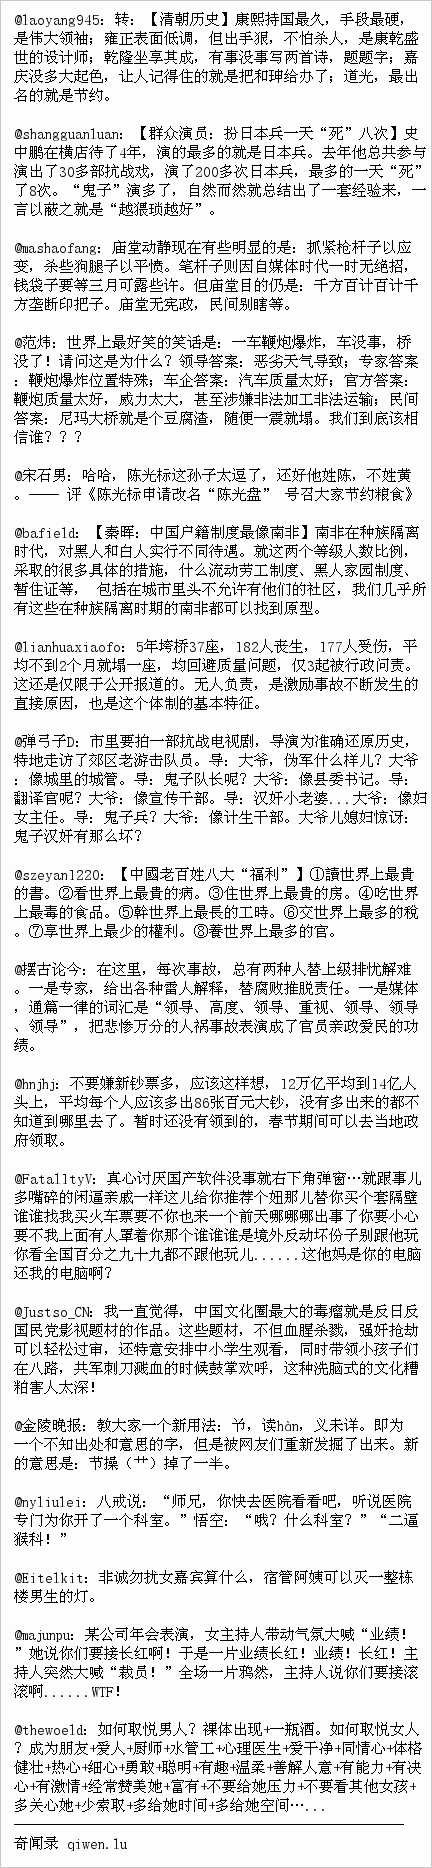 @laoyang945：转：【清朝历史】康熙持国最久，手段最硬，
是伟大领袖；雍正表面低调，但出手狠，不怕杀人，是康乾盛
世的设计师；乾隆坐享其成，有事没事写两首诗，题题字；嘉
庆没多大起色，让人记得住的就是把和珅给办了；道光，最出
名的就是节约。
@shangguanluan：【群众演员：扮日本兵一天“死”八次】史
中鹏在横店待了4年，演的最多的就是日本兵。去年他总共参与
演出了30多部抗战戏，演了200多次日本兵，最多的一天“死”
了8次。“鬼子”演多了，自然而然就总结出了一套经验来，一
言以蔽之就是“越猥琐越好”。
@mashaofang：庙堂动静现在有些明显的是：抓紧枪杆子以应
变，杀些狗腿子以平愤。笔杆子则因自媒体时代一时无绝招，
钱袋子要等三月可露些许。但庙堂目的仍是：千方百计百计千
方垄断印把子。庙堂无宪政，民间别瞎等。
@范炜：世界上最好笑的笑话是：一车鞭炮爆炸，车没事，桥
没了！请问这是为什么？领导答案：恶劣天气导致；专家答案
：鞭炮爆炸位置特殊；车企答案：汽车质量太好；官方答案：
鞭炮质量太好，威力太大，甚至涉嫌非法加工非法运输；民间
答案：尼玛大桥就是个豆腐渣，随便一震就塌。我们到底该相
信谁？？？
@宋石男：哈哈，陈光标这孙子太逗了，还好他姓陈，不姓黄
。—— 评《陈光标申请改名“陈光盘” 号召大家节约粮食》
@bafield：【秦晖：中国户籍制度最像南非】南非在种族隔离
时代，对黑人和白人实行不同待遇。就这两个等级人数比例，
采取的很多具体的措施，什么流动劳工制度、黑人家园制度、
暂住证等， 包括在城市里头不允许有他们的社区，我们几乎所
有这些在种族隔离时期的南非都可以找到原型。
@lianhuaxiaofo：5年垮桥37座，182人丧生，177人受伤，平
均不到2个月就塌一座，均回避质量问题，仅3起被行政问责。
这还是仅限于公开报道的。无人负责，是激励事故不断发生的
直接原因，也是这个体制的基本特征。
@弹弓子D：市里要拍一部抗战电视剧，导演为准确还原历史，
特地走访了郊区老游击队员。导：大爷，伪军什么样儿？大爷
：像城里的城管。导：鬼子队长呢？大爷：像县委书记。导：
翻译官呢？大爷：像宣传干部。导：汉奸小老婆...大爷：像妇
女主任。导：鬼子兵？大爷：像计生干部。大爷儿媳妇惊讶：
鬼子汉奸有那么坏？
@szeyan1220：【中國老百姓八大“福利”】①讀世界上最貴
的書。②看世界上最貴的病。③住世界上最貴的房。④吃世界
上最毒的食品。⑤幹世界上最長的工時。⑥交世界上最多的稅
。⑦享世界上最少的權利。⑧養世界上最多的官。
@摆古论今：在这里，每次事故，总有两种人替上级排忧解难
。一是专家，给出各种雷人解释，替腐败推脱责任。一是媒体
，通篇一律的词汇是“领导、高度、领导、重视、领导、领导
、领导”，把悲惨万分的人祸事故表演成了官员亲政爱民的功
绩。
@hnjhj：不要嫌新钞票多，应该这样想，12万亿平均到14亿人
头上，平均每个人应该多出86张百元大钞，没有多出来的都不
知道到哪里去了。暂时还没有领到的，春节期间可以去当地政
府领取。
@FatalltyV：真心讨厌国产软件没事就右下角弹窗…就跟事儿
多嘴碎的闲逼亲戚一样这儿给你推荐个妞那儿替你买个套隔壁
谁谁找我买火车票要不你也来一个前天哪哪哪出事了你要小心
要不我上面有人罩着你那个谁谁谁是境外反动坏份子别跟他玩
你看全国百分之九十九都不跟他玩儿......这他妈是你的电脑
还我的电脑啊？
@Justso_CN：我一直觉得，中国文化圈最大的毒瘤就是反日反
国民党影视题材的作品。这些题材，不但血腥杀戮，强奸抢劫
可以轻松过审，还特意安排中小学生观看，同时带领小孩子们
在八路，共军刺刀溅血的时候鼓掌欢呼，这种洗脑式的文化糟
粕害人太深！
@金陵晚报：教大家一个新用法：兯，读hàn，义未详。即为
一个不知出处和意思的字，但是被网友们重新发掘了出来。新
的意思是：节操（艹）掉了一半。
@nyliulei：八戒说：“师兄，你快去医院看看吧，听说医院
专门为你开了一个科室。”悟空：“哦？什么科室？”“二逼
猴科！”
@Eitelkit：非诚勿扰女嘉宾算什么，宿管阿姨可以灭一整栋
楼男生的灯。
@majunpu：某公司年会表演，女主持人带动气氛大喊“业绩！
”她说你们要接长红啊！于是一片业绩长红！业绩！长红！主
持人突然大喊“裁员！”全场一片鸦然，主持人说你们要接滚
滚啊......WTF！
@thewoeld：如何取悦男人？裸体出现+一瓶酒。如何取悦女人
？成为朋友+爱人+厨师+水管工+心理医生+爱干净+同情心+体格
健壮+热心+细心+勇敢+聪明+有趣+温柔+善解人意+有能力+有决
心+有激情+经常赞美她+富有+不要给她压力+不要看其他女孩+
多关心她+少索取+多给她时间+多给她空间…...
奇闻录 qiwen.lu